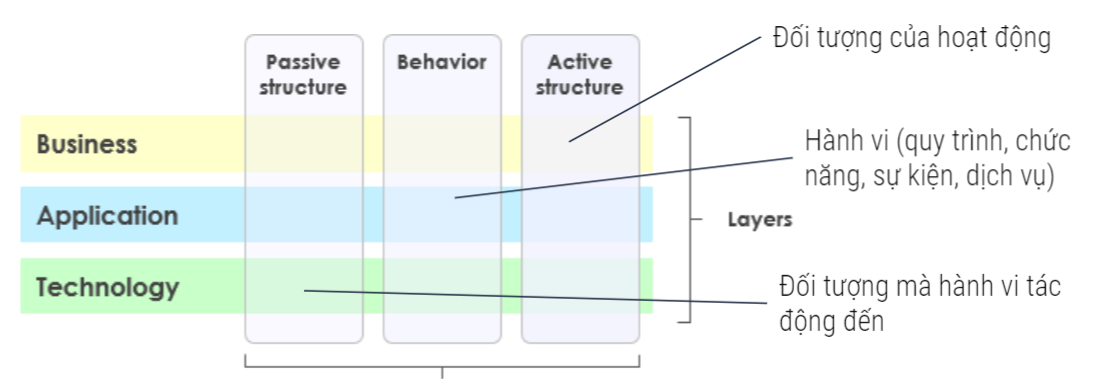 Đối tượng của hoạt động
Passive
structure
Behavior
Active
structure
Business
Hành vi (quy trình, chức
năng, sự kiện, dịch vụ)
Application
Layers
Technology
Đối tượng mà hành vi tác
động đến